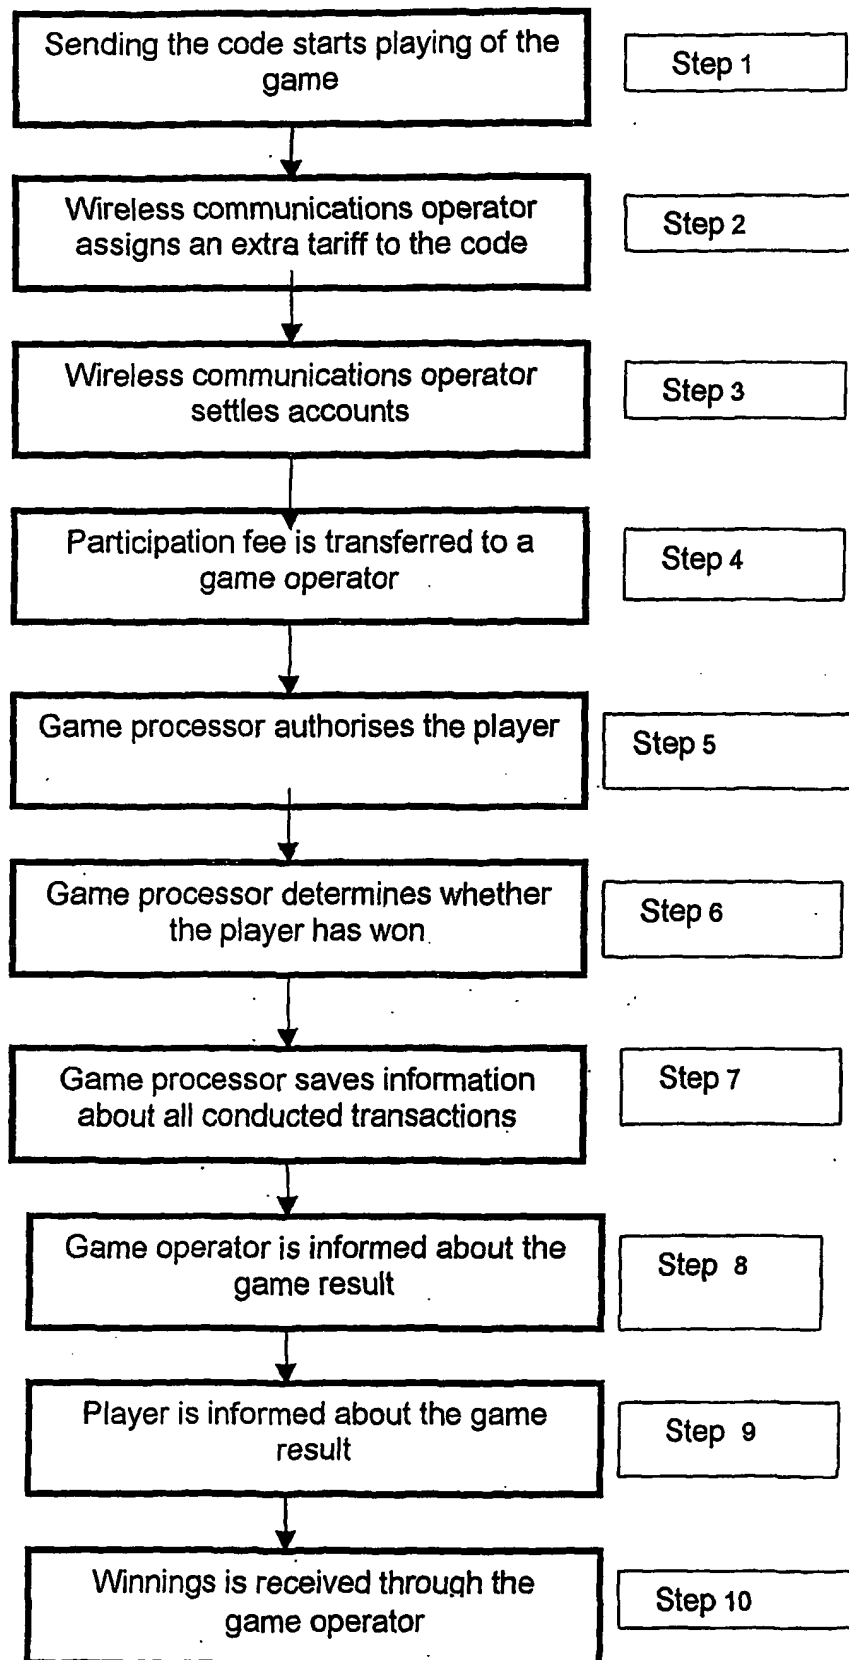 Sending the code starts playing of the
game
Step 1
Wireless communications operator
assigns an extra tariff to the code
Step 2
Wireless communications operator
settles accounts
Step 3
Participation fee is transferred to a
game operator
Step 4
Game processor authorises the player
Step 5
Game processor determines whether
the player has won
Step 6
Game processor saves information
about all conducted transactions
Step 7
Game operator is informed about the
game result
Step 8
Player is informed about the game
result
Step 9
Winnings is received through the
game operator
Step 10